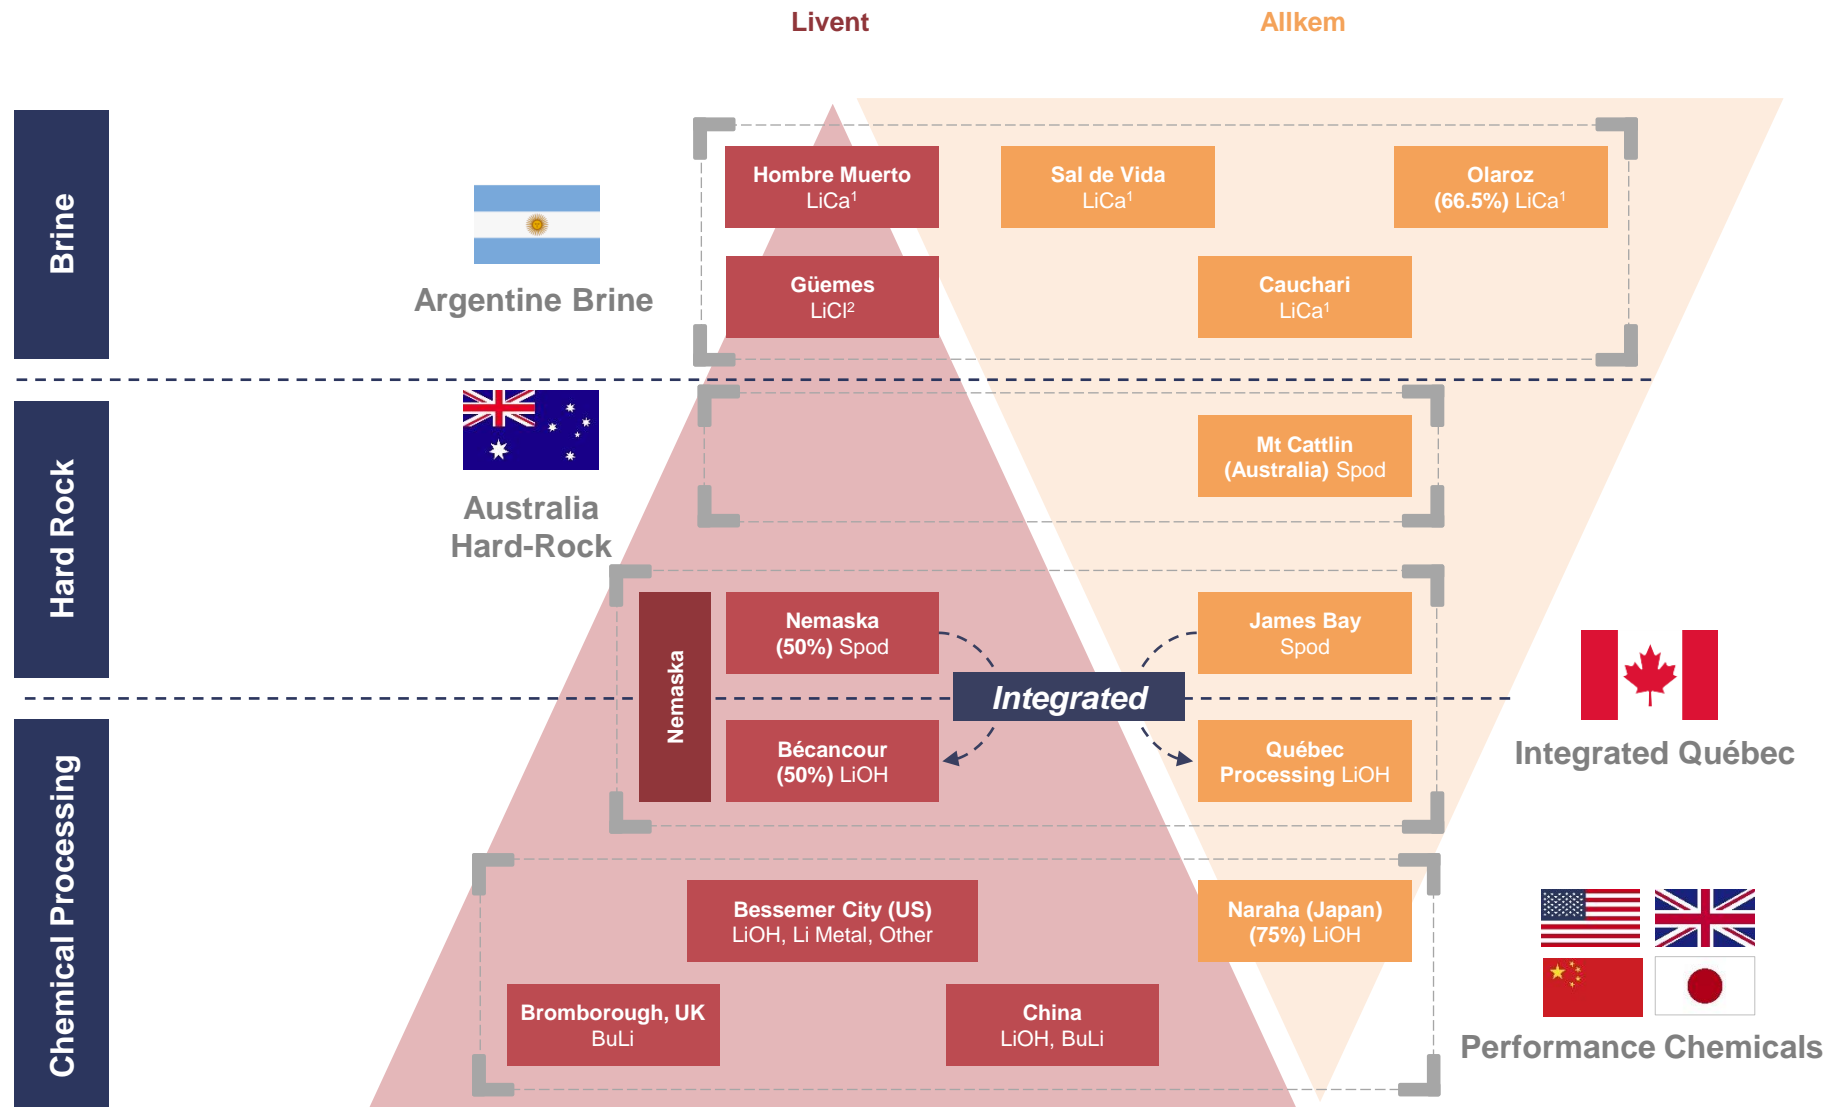 Livent
Allkem
Brine
Argentine Brine
Hombre Muerto
LiCa¹
Sal de Vida
LiCa¹
Olaroz
(66.5%) LiCa¹
Güemes
LiCl²
Cauchari
LiCa¹
Hard Rock
Australia
Hard-Rock
Mt Cattlin
(Australia) Spod
Nemaska
Nemaska
(50%) Spod
James Bay
Spod
Integrated
Bécancour
(50%) LiOH
Québec
Processing LiOH
Integrated Québec
Chemical Processing
Bessemer City (US)
LiOH, Li Metal, Other
Naraha (Japan)
(75%) LiOH
Bromborough, UK
BuLi
China
LiOH, BuLi
Performance Chemicals